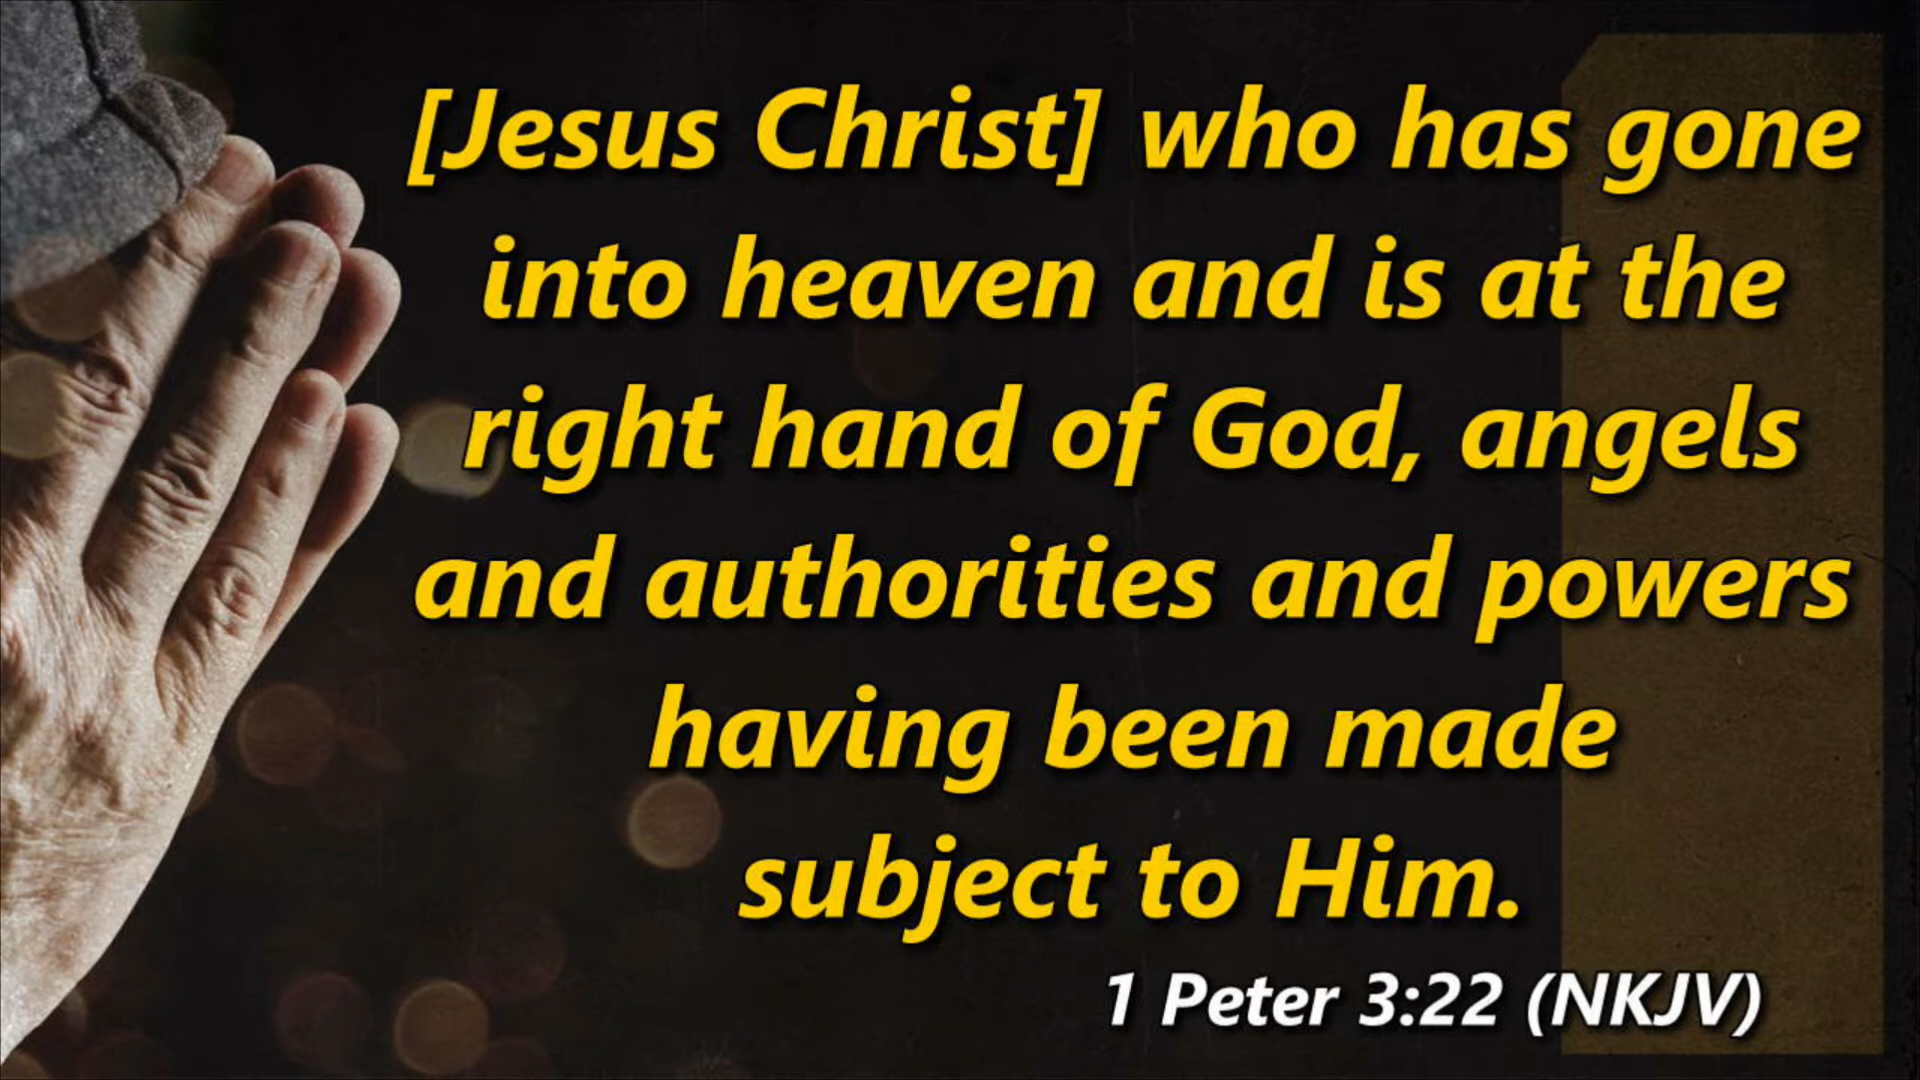 [Jesus Christ] who has gone
into heaven and is at the
right hand of God, angels
and authorities and powers
having been made
subject to Him.
1 Peter 3:22 (NKJV)